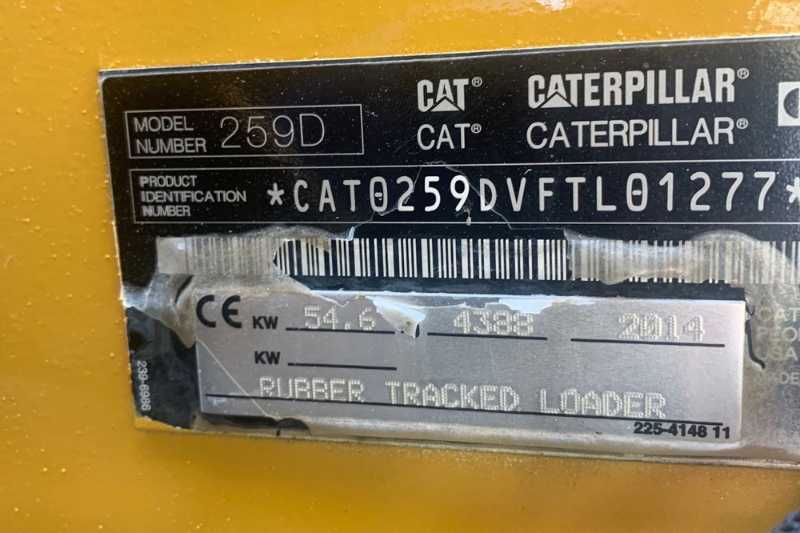 CAT® CATERPILLAR®
MODEL NUMBER 259D CAT® CATERPILLAR®
PRODUCT IDENTIFICATION NUMBER *CAT0259DVFTL01277*
CE KW 54.6 4388 2014
KW
RUBBER TRACKED LOADER
225-4148 11
239-6986